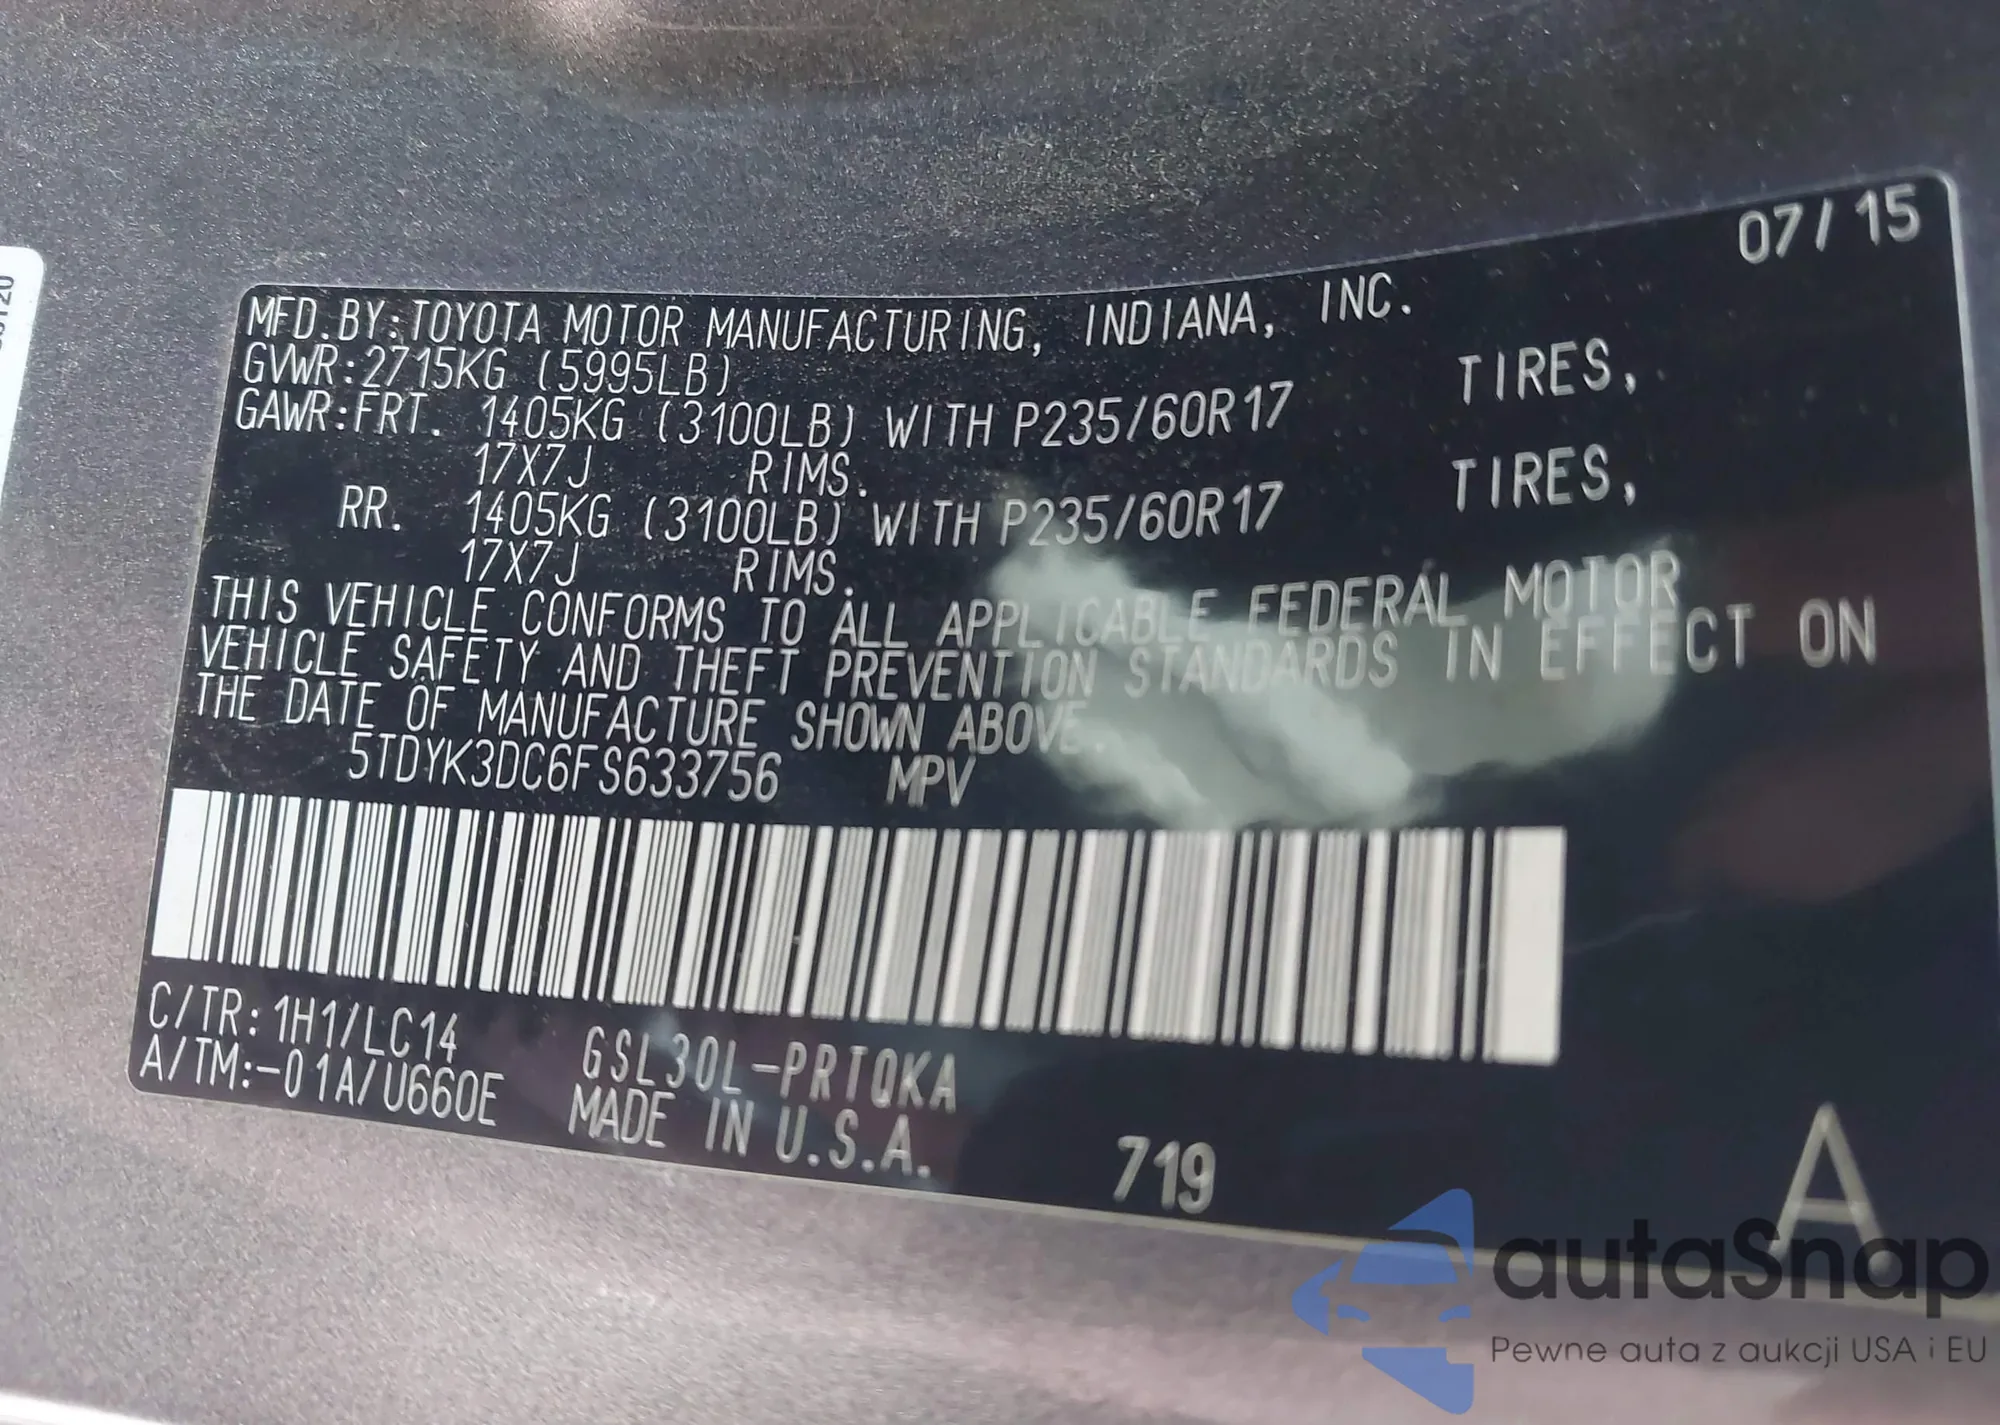 07/15
MFD.BY:TOYOTA MOTOR MANUFACTURING, INDIANA, INC.
GVWR:2715KG (5995LB)
GAWR:FRT. 1405KG (3100LB) WITH P235/60R17 TIRES,
17X7J RIMS.
RR. 1405KG (3100LB) WITH P235/60R17 TIRES,
17X7J RIMS.
THIS VEHICLE CONFORMS TO ALL APPLICABLE FEDERAL MOTOR
VEHICLE SAFETY AND THEFT PREVENTION STANDARDS IN EFFECT ON
THE DATE OF MANUFACTURE SHOWN ABOVE.
5TDYK3DC6FS633756 MPV
C/TR:1H1/LC14 GSL30L-PRTQKA
A/TM:-01A/U660E MADE IN U.S.A. 719
A
autaSnap
Pewne auta z aukcji USA i EU